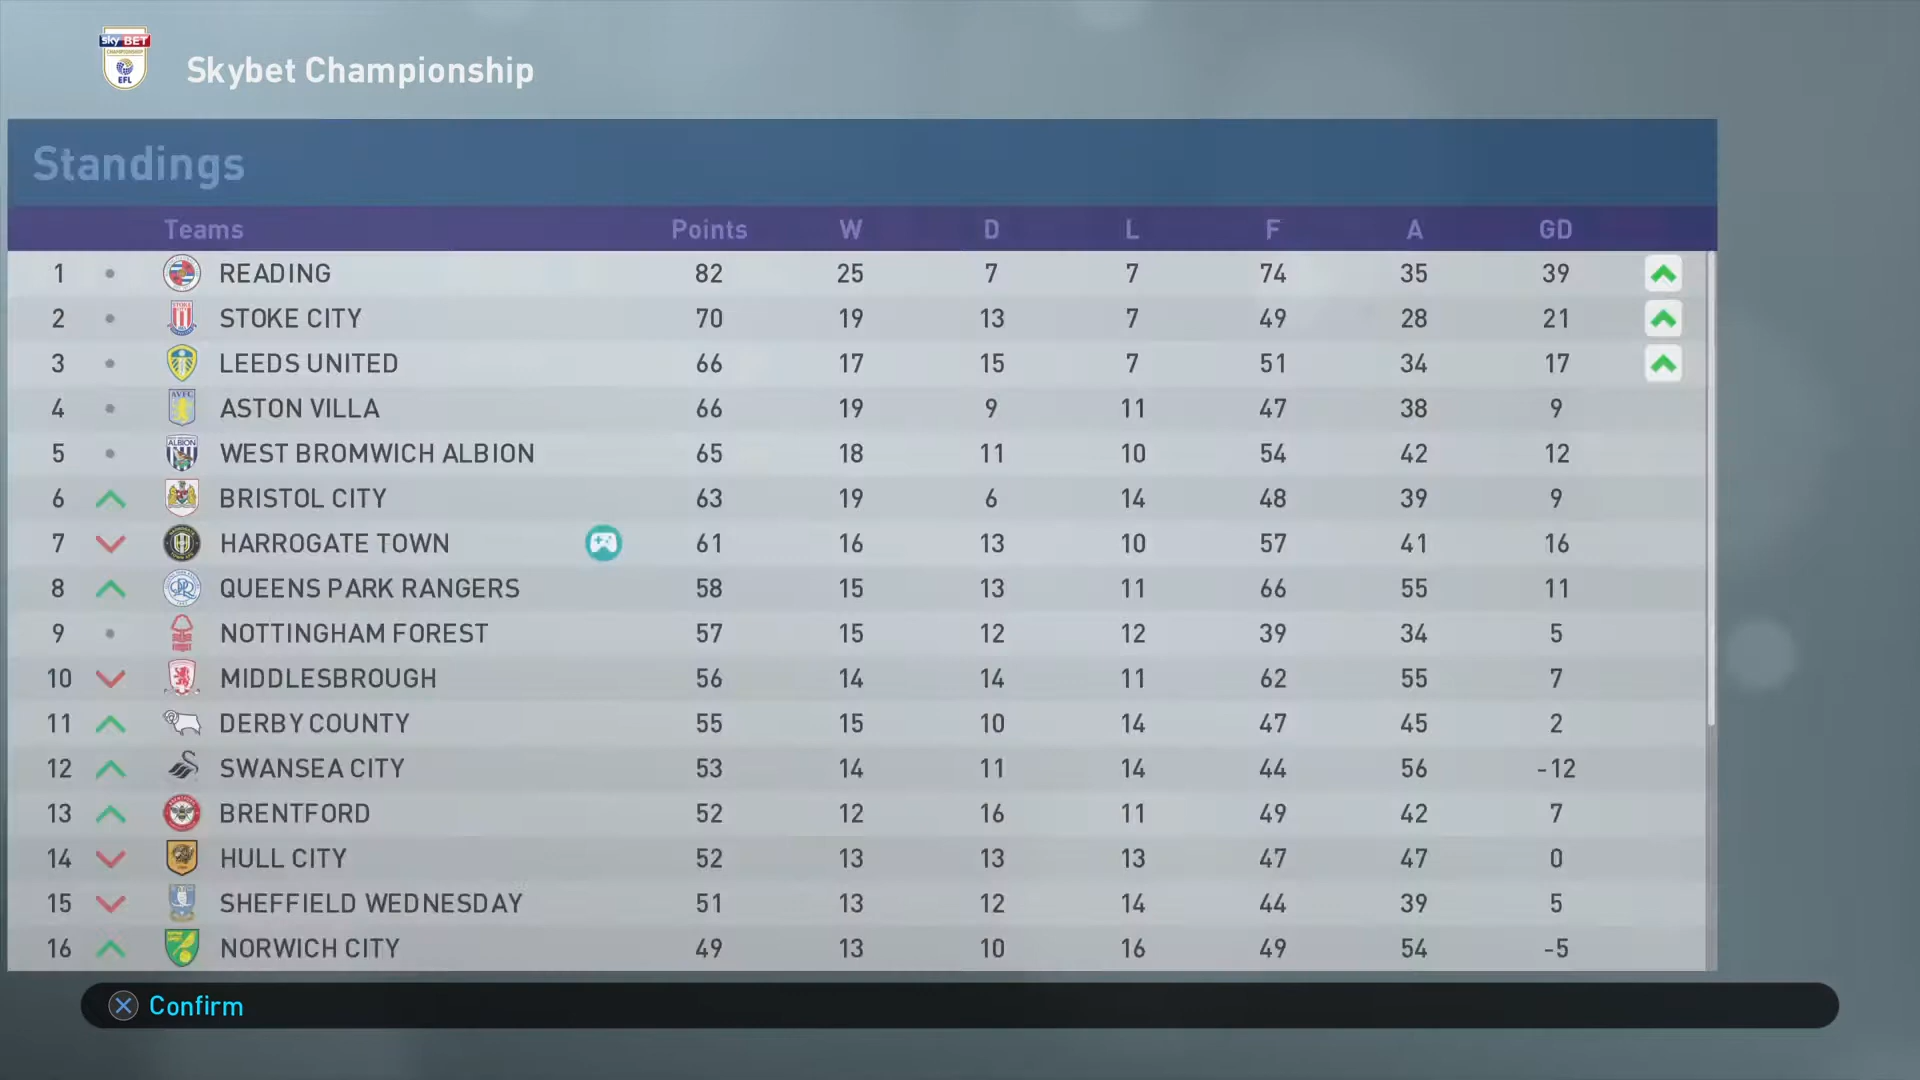 sky BET
CHAMPIONSHIP
EFL
Skybet Championship
Standings
Teams Points W D L F A GD
1 READING 82 25 7 7 74 35 39
2 STOKE CITY 70 19 13 7 49 28 21
3 LEEDS UNITED 66 17 15 7 51 34 17
4 AVFC ASTON VILLA 66 19 9 11 47 38 9
5 ALBION WEST BROMWICH ALBION 65 18 11 10 54 42 12
6 BRISTOL CITY 63 19 6 14 48 39 9
7 HARROGATE TOWN 61 16 13 10 57 41 16
8 QUEENS PARK RANGERS 58 15 13 11 66 55 11
9 NOTTINGHAM FOREST 57 15 12 12 39 34 5
10 MIDDLESBROUGH 56 14 14 11 62 55 7
11 DERBY COUNTY 55 15 10 14 47 45 2
12 SWANSEA CITY 53 14 11 14 44 56 -12
13 BRENTFORD 52 12 16 11 49 42 7
14 HULL CITY 52 13 13 13 47 47 0
15 SHEFFIELD WEDNESDAY 51 13 12 14 44 39 5
16 NORWICH CITY 49 13 10 16 49 54 -5
Confirm